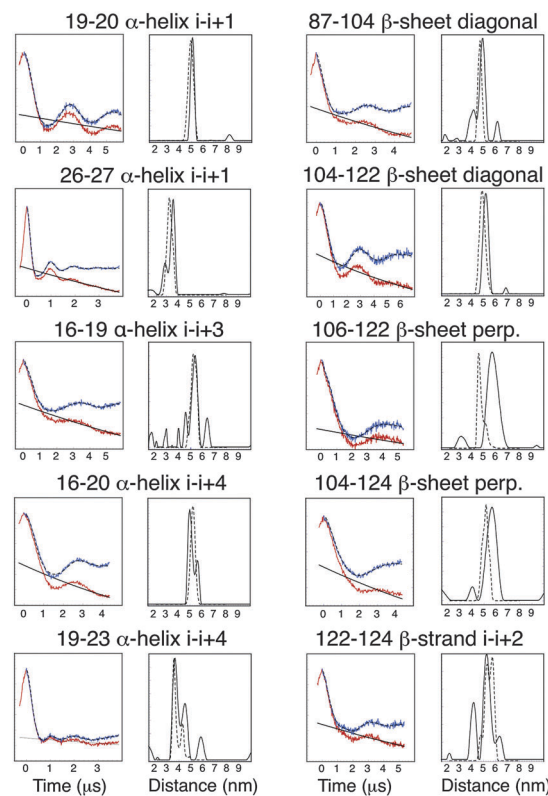 19-20 α-helix i-i+1
0 1 2 3 4 5
2 3 4 5 6 7 8 9
26-27 α-helix i-i+1
0 1 2 3
2 3 4 5 6 7 8 9
16-19 α-helix i-i+3
0 1 2 3 4 5
2 3 4 5 6 7 8 9
16-20 α-helix i-i+4
0 1 2 3 4
2 3 4 5 6 7 8 9
19-23 α-helix i-i+4
0 1 2 3
2 3 4 5 6 7 8 9
Time (μs)
Distance (nm)
87-104 β-sheet diagonal
0 1 2 3 4
2 3 4 5 6 7 8 9
104-122 β-sheet diagonal
0 1 2 3 4 5 6
2 3 4 5 6 7 8 9
106-122 β-sheet perp.
0 1 2 3 4 5
2 3 4 5 6 7 8 9
104-124 β-sheet perp.
0 1 2 3 4
2 3 4 5 6 7 8 9
122-124 β-strand i-i+2
0 1 2 3 4 5
2 3 4 5 6 7 8 9
Time (μs)
Distance (nm)